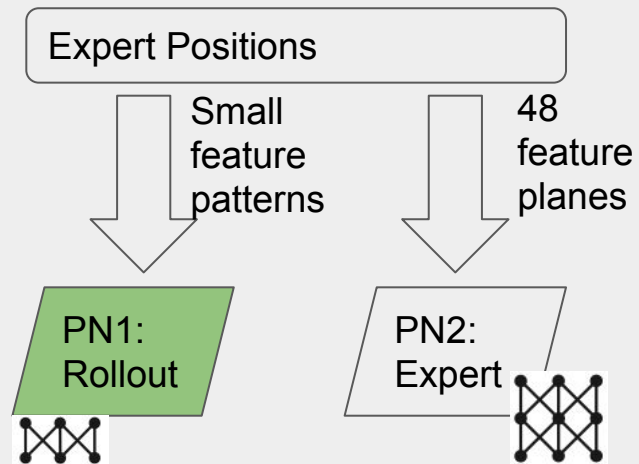 Expert Positions
Small
feature
patterns
48
feature
planes
PN1:
Rollout
PN2:
Expert